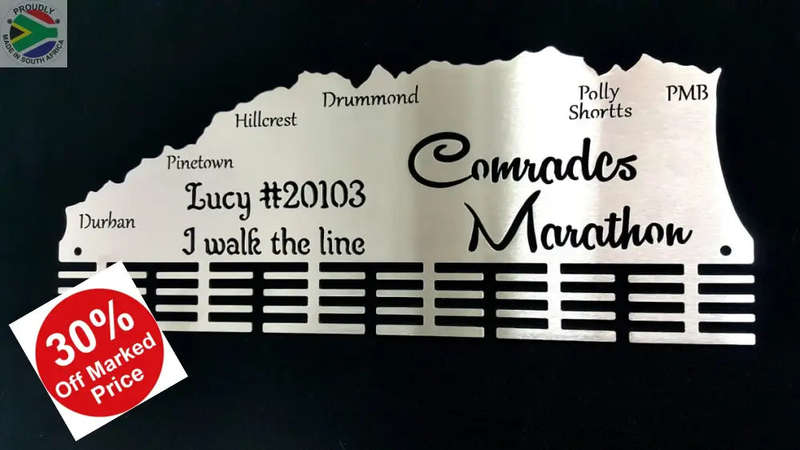 PROUDLY
MADE IN SOUTH AFRICA
Drummond
Polly
Shortts
PMB
Hillcrest
Pinetown
Comrades
Marathon
Lucy #20103
I walk the line
Durban
30%
Off Marked
Price